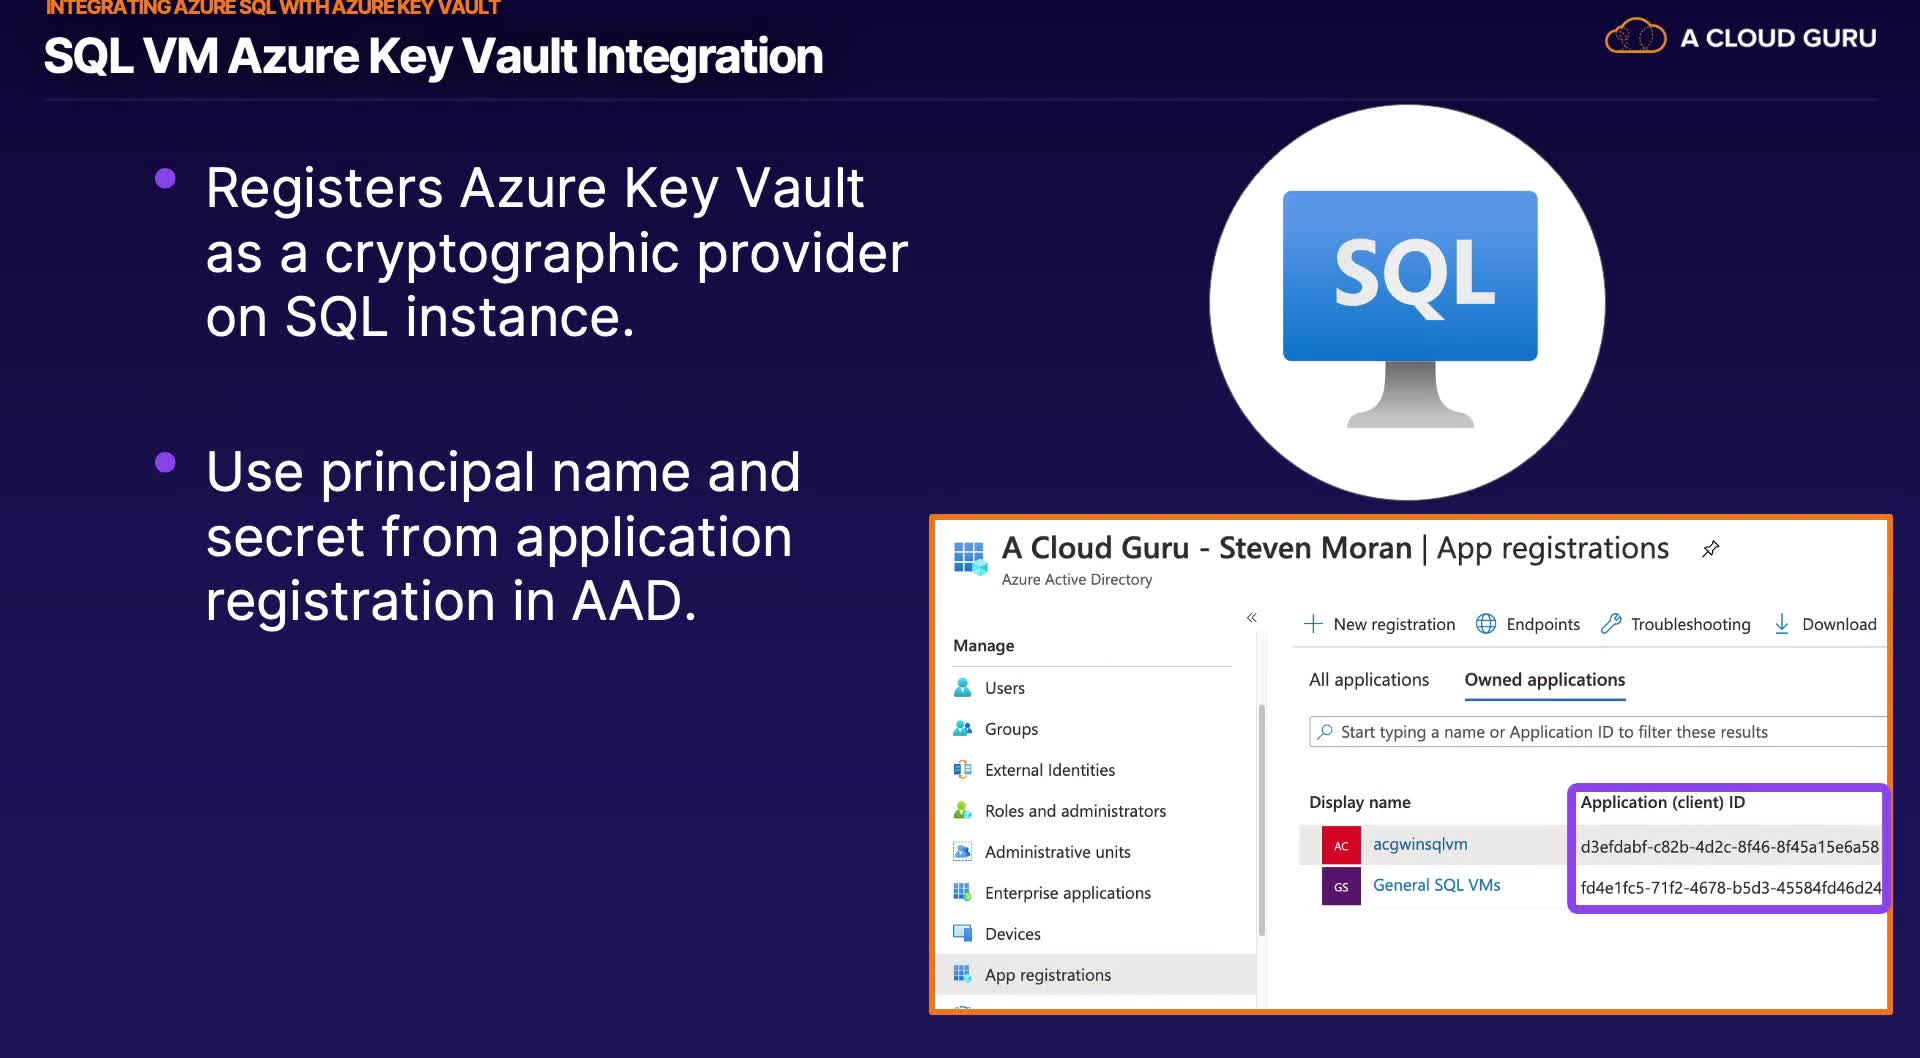 INTEGRATING AZURE SQL WITH AZURE KEY VAULT
SQL VM Azure Key Vault Integration
A CLOUD GURU
Registers Azure Key Vault
as a cryptographic provider
on SQL instance.
Use principal name and
secret from application
registration in AAD.
SQL
A Cloud Guru - Steven Moran | App registrations
Azure Active Directory
«
Manage
Users
Groups
External Identities
Roles and administrators
Administrative units
Enterprise applications
Devices
App registrations
New registration Endpoints Troubleshooting Download
All applications Owned applications
Start typing a name or Application ID to filter these results
Display name Application (client) ID
AC acgwinsqlvm d3efdabf-c82b-4d2c-8f46-8f45a15e6a58
GS General SQL VMs fd4e1fc5-71f2-4678-b5d3-45584fd46d24